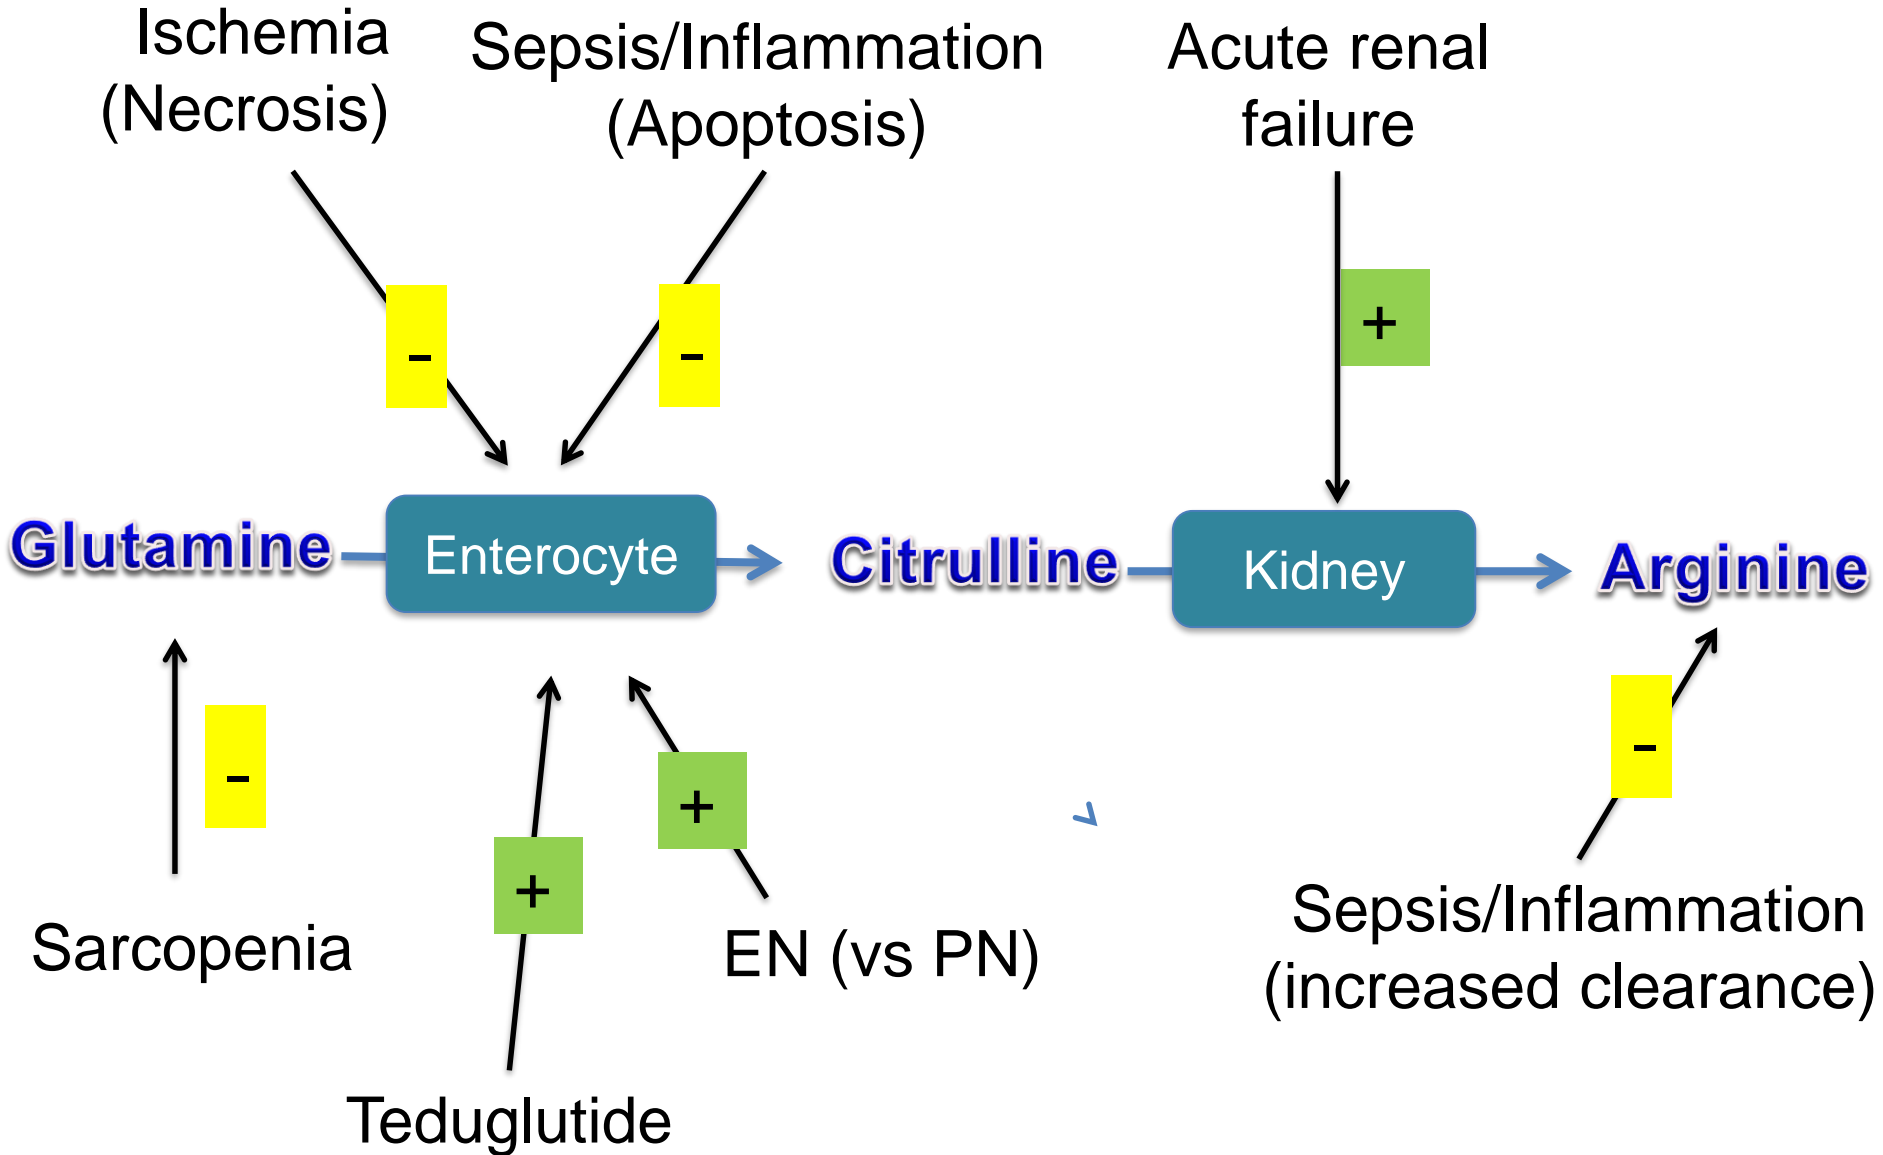 Ischemia
(Necrosis)
Sepsis/Inflammation
(Apoptosis)
Acute renal
failure
-
-
+
Glutamine
Enterocyte
Citrulline
Kidney
Arginine
-
+
+
-
Sarcopenia
EN (vs PN)
Sepsis/Inflammation
(increased clearance)
Teduglutide